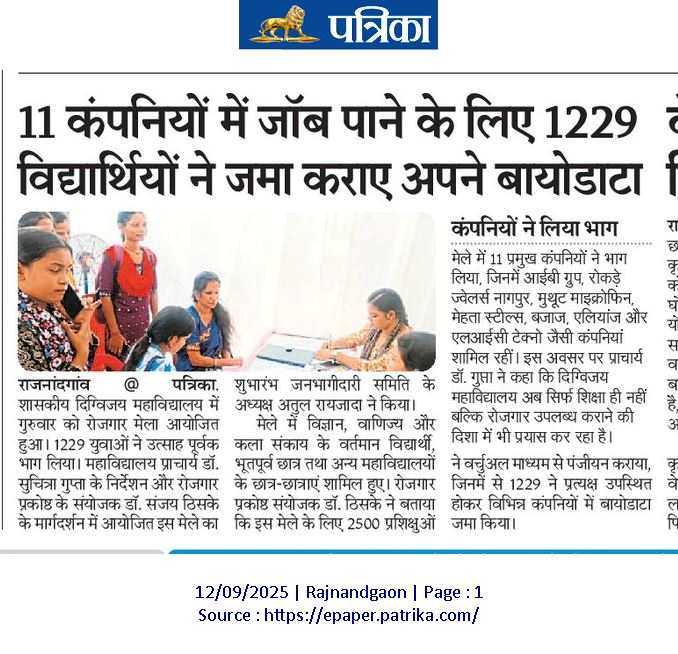 पत्रिका
11 कंपनियों में जॉब पाने के लिए 1229
विद्यार्थियों ने जमा कराए अपने बायोडाटा
राजनांदगांव @ पत्रिका.
शासकीय दिग्विजय महाविद्यालय में
गुरुवार को रोजगार मेला आयोजित
हुआ। 1229 युवाओं ने उत्साह पूर्वक
भाग लिया। महाविद्यालय प्राचार्य डॉ.
सुचित्रा गुप्ता के निर्देशन और रोजगार
प्रकोष्ठ के संयोजक डॉ. संजय ठिसके
के मार्गदर्शन में आयोजित इस मेले का
शुभारंभ जनभागीदारी समिति के
अध्यक्ष अतुल रायजादा ने किया।
मेले में विज्ञान, वाणिज्य और
कला संकाय के वर्तमान विद्यार्थी,
भूतपूर्व छात्र तथा अन्य महाविद्यालयों
के छात्र-छात्राएं शामिल हुए। रोजगार
प्रकोष्ठ संयोजक डॉ. ठिसके ने बताया
कि इस मेले के लिए 2500 प्रशिक्षुओं
कंपनियों ने लिया भाग
मेले में 11 प्रमुख कंपनियों ने भाग
लिया, जिनमें आईबी ग्रुप, रोकड़े
ज्वेलर्स नागपुर, मुथूट माइक्रोफिन,
मेहता स्टील्स, बजाज, एलियांज और
एलआईसी टेक्नो जैसी कंपनियां
शामिल रहीं। इस अवसर पर प्राचार्य
डॉ. गुप्ता ने कहा कि दिग्विजय
महाविद्यालय अब सिर्फ शिक्षा ही नहीं
बल्कि रोजगार उपलब्ध कराने की
दिशा में भी प्रयास कर रहा है।
ने वर्चुअल माध्यम से पंजीयन कराया,
जिनमें से 1229 ने प्रत्यक्ष उपस्थित
होकर विभिन्न कंपनियों में बायोडाटा
जमा किया।
12/09/2025 | Rajnandgaon | Page : 1
Source : https://epaper.patrika.com/